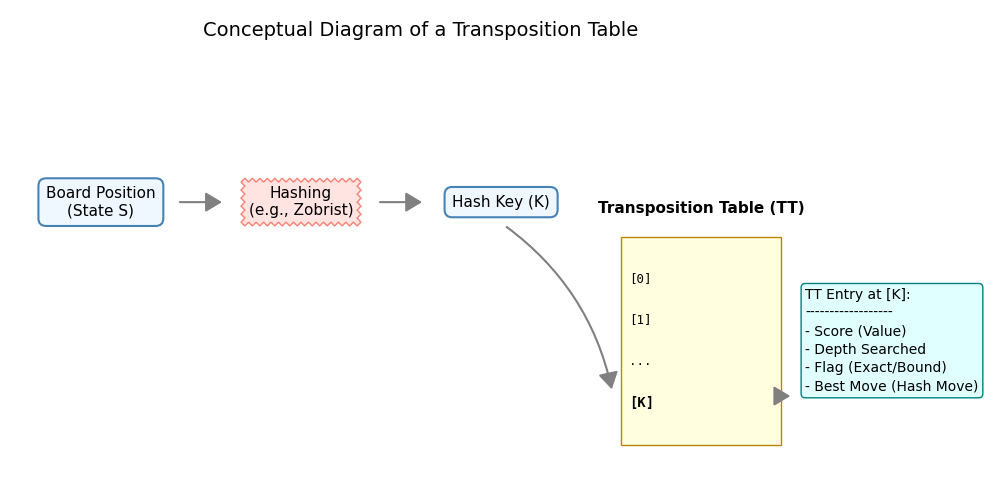 Conceptual Diagram of a Transposition Table
Board Position
(State S)
Hashing
(e.g., Zobrist)
Hash Key (K)
Transposition Table (TT)
[0]
[1]
...
[K]
TT Entry at [K]:
------------------
- Score (Value)
- Depth Searched
- Flag (Exact/Bound)
- Best Move (Hash Move)